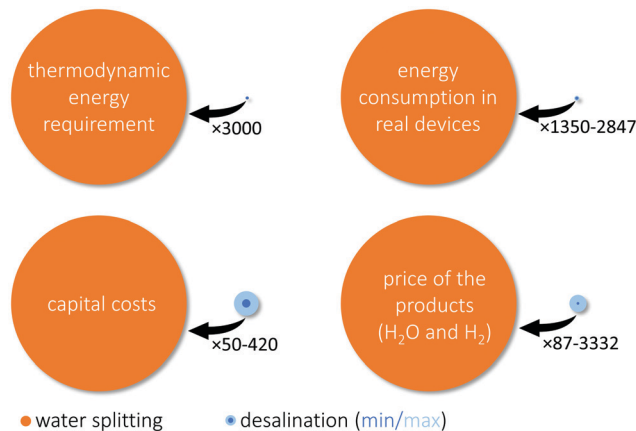 thermodynamic
energy
requirement
×3000
energy
consumption in
real devices
×1350-2847
capital costs
×50-420
price of the
products
(H₂O and H₂)
×87-3332
water splitting
desalination (min/max)